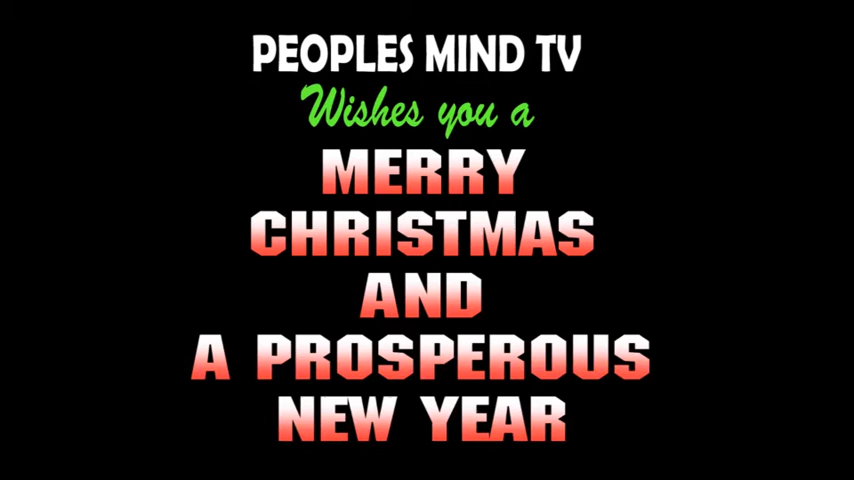 PEOPLES MIND TV
Wishes you a
MERRY
CHRISTMAS
AND
A PROSPEROUS
NEW YEAR